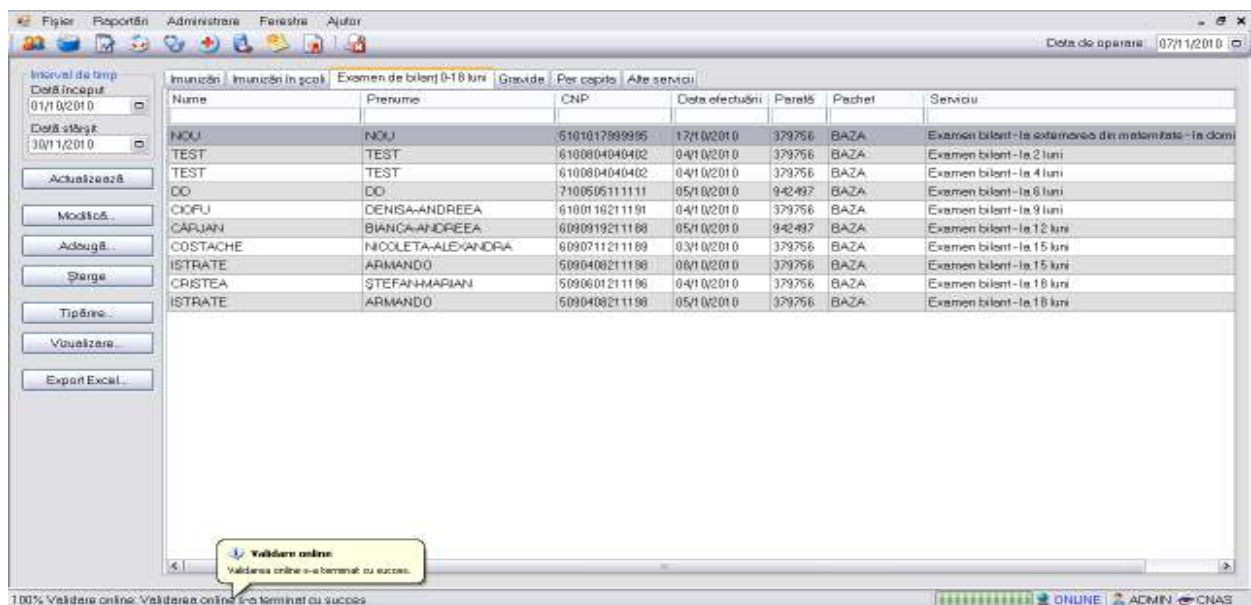 Fişier Raportări Administrare Ferestre Ajutor
Data de operare 07/11/2010
Interval de timp
Dată început
01/10/2010
Dată sfârşit
30/11/2010
Actualizează
Modifică...
Adaugă...
Şterge
Tipărire...
Vizualizare...
Export Excel...
Imunizări Imunizări în şcoli Examen de bilanţ 0-18 luni Gravide Per capita Alte servicii
Nume Prenume CNP Data efectuării Parafă Pachet Serviciu
NOU NOU 5101017999995 17/10/2010 379756 BAZA Examen bilant - la externarea din maternitate - la domi
TEST TEST 6100804040402 04/10/2010 379756 BAZA Examen bilant - la 2 luni
TEST TEST 6100804040402 04/10/2010 379756 BAZA Examen bilant - la 4 luni
DD DD 7100505111111 05/10/2010 942497 BAZA Examen bilant - la 6 luni
CIOFU DENISA-ANDREEA 6100116211191 04/10/2010 379756 BAZA Examen bilant - la 9 luni
CÂRJAN BIANCA-ANDREEA 6090919211188 05/10/2010 942497 BAZA Examen bilant - la 12 luni
COSTACHE NICOLETA-ALEXANDRA 6090711211189 03/10/2010 379756 BAZA Examen bilant - la 15 luni
ISTRATE ARMANDO 5090408211198 08/10/2010 379756 BAZA Examen bilant - la 15 luni
CRISTEA ŞTEFAN-MARIAN 5090601211196 04/10/2010 379756 BAZA Examen bilant - la 18 luni
ISTRATE ARMANDO 5090408211198 05/10/2010 379756 BAZA Examen bilant - la 18 luni
Validare online
Validarea online s-a terminat cu succes.
100% Validare online: Validarea online s-a terminat cu succes ONLINE ADMIN CNAS